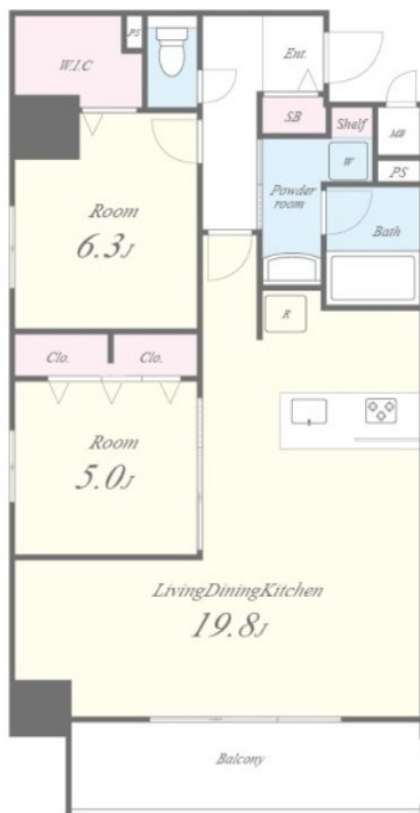 W.I.C
PS
Ent.
SB
Shelf
MB
W
PS
Powder
room
Bath
Room
6.3J
R
Clo.
Clo.
Room
5.0J
LivingDiningKitchen
19.8J
Balcony